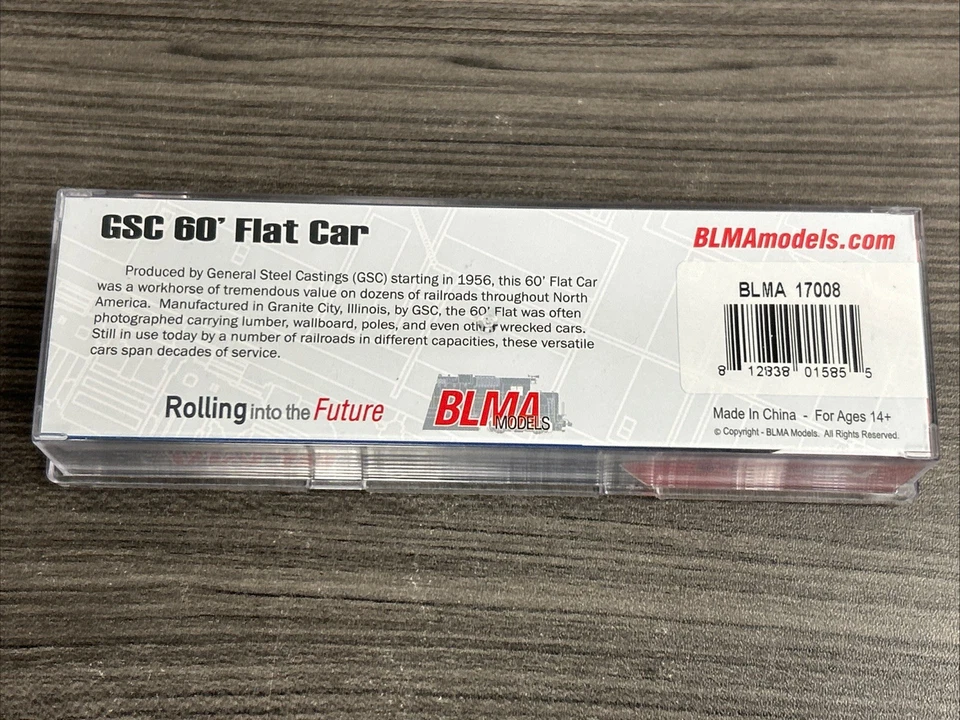 GSC 60' Flat Car
BLMAmodels.com
Produced by General Steel Castings (GSC) starting in 1956, this 60' Flat Car
was a workhorse of tremendous value on dozens of railroads throughout North
America. Manufactured in Granite City, Illinois, by GSC, the 60' Flat was often
photographed carrying lumber, wallboard, poles, and even other wrecked cars.
Still in use today by a number of railroads in different capacities, these versatile
cars span decades of service.
BLMA 17008
8 12838 01585 5
Rolling into the Future
BLMA
MODELS
Made In China - For Ages 14+
© Copyright - BLMA Models. All Rights Reserved.